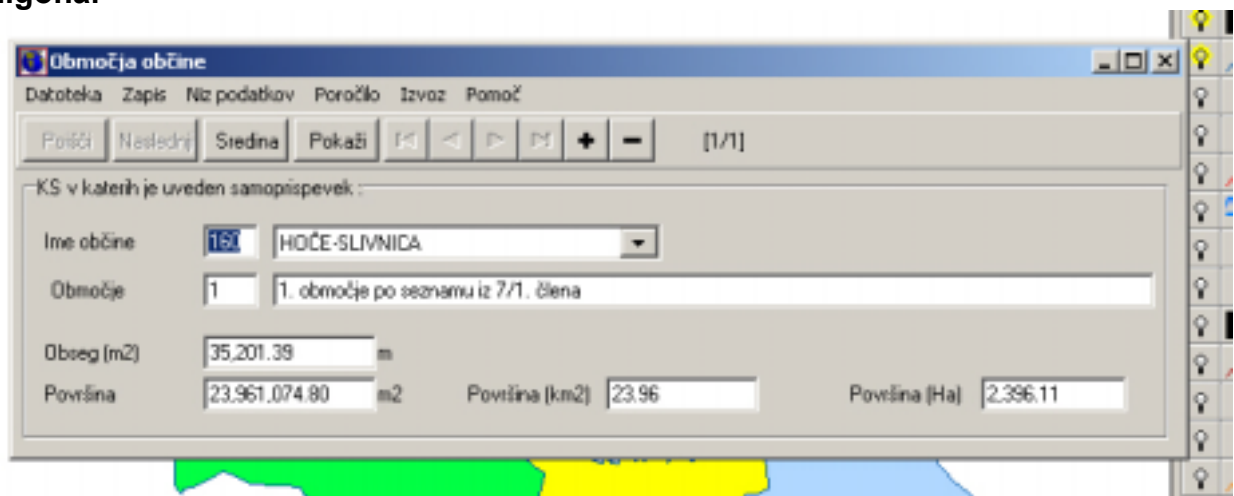 Območja občine
Datoteka Zapis Niz podatkov Poročilo Izvoz Pomoč
Poišči Naslednji Sredina Pokaži [1/1]
KS v katerih je uveden samoprispevek :
Ime občine 160 HOČE-SLIVNICA
Območje 1 1. območje po seznamu iz 7/1. člena
Obseg (m2) 35,201.39 m
Površina 23,961,074.80 m2 Površina (km2) 23.96 Površina (Ha) 2,396.11